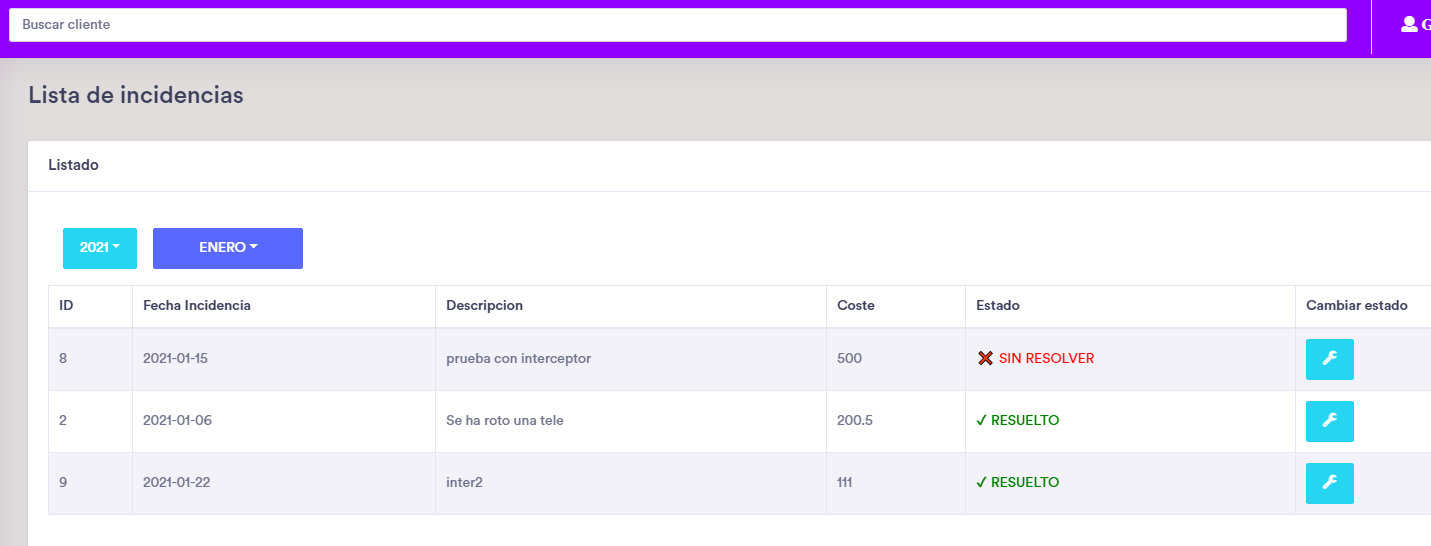 Buscar cliente
G
Lista de incidencias
Listado
2021 ENERO
ID Fecha Incidencia Descripcion Coste Estado Cambiar estado
8 2021-01-15 prueba con interceptor 500 ❌ SIN RESOLVER
2 2021-01-06 Se ha roto una tele 200.5 ✓ RESUELTO
9 2021-01-22 inter2 111 ✓ RESUELTO